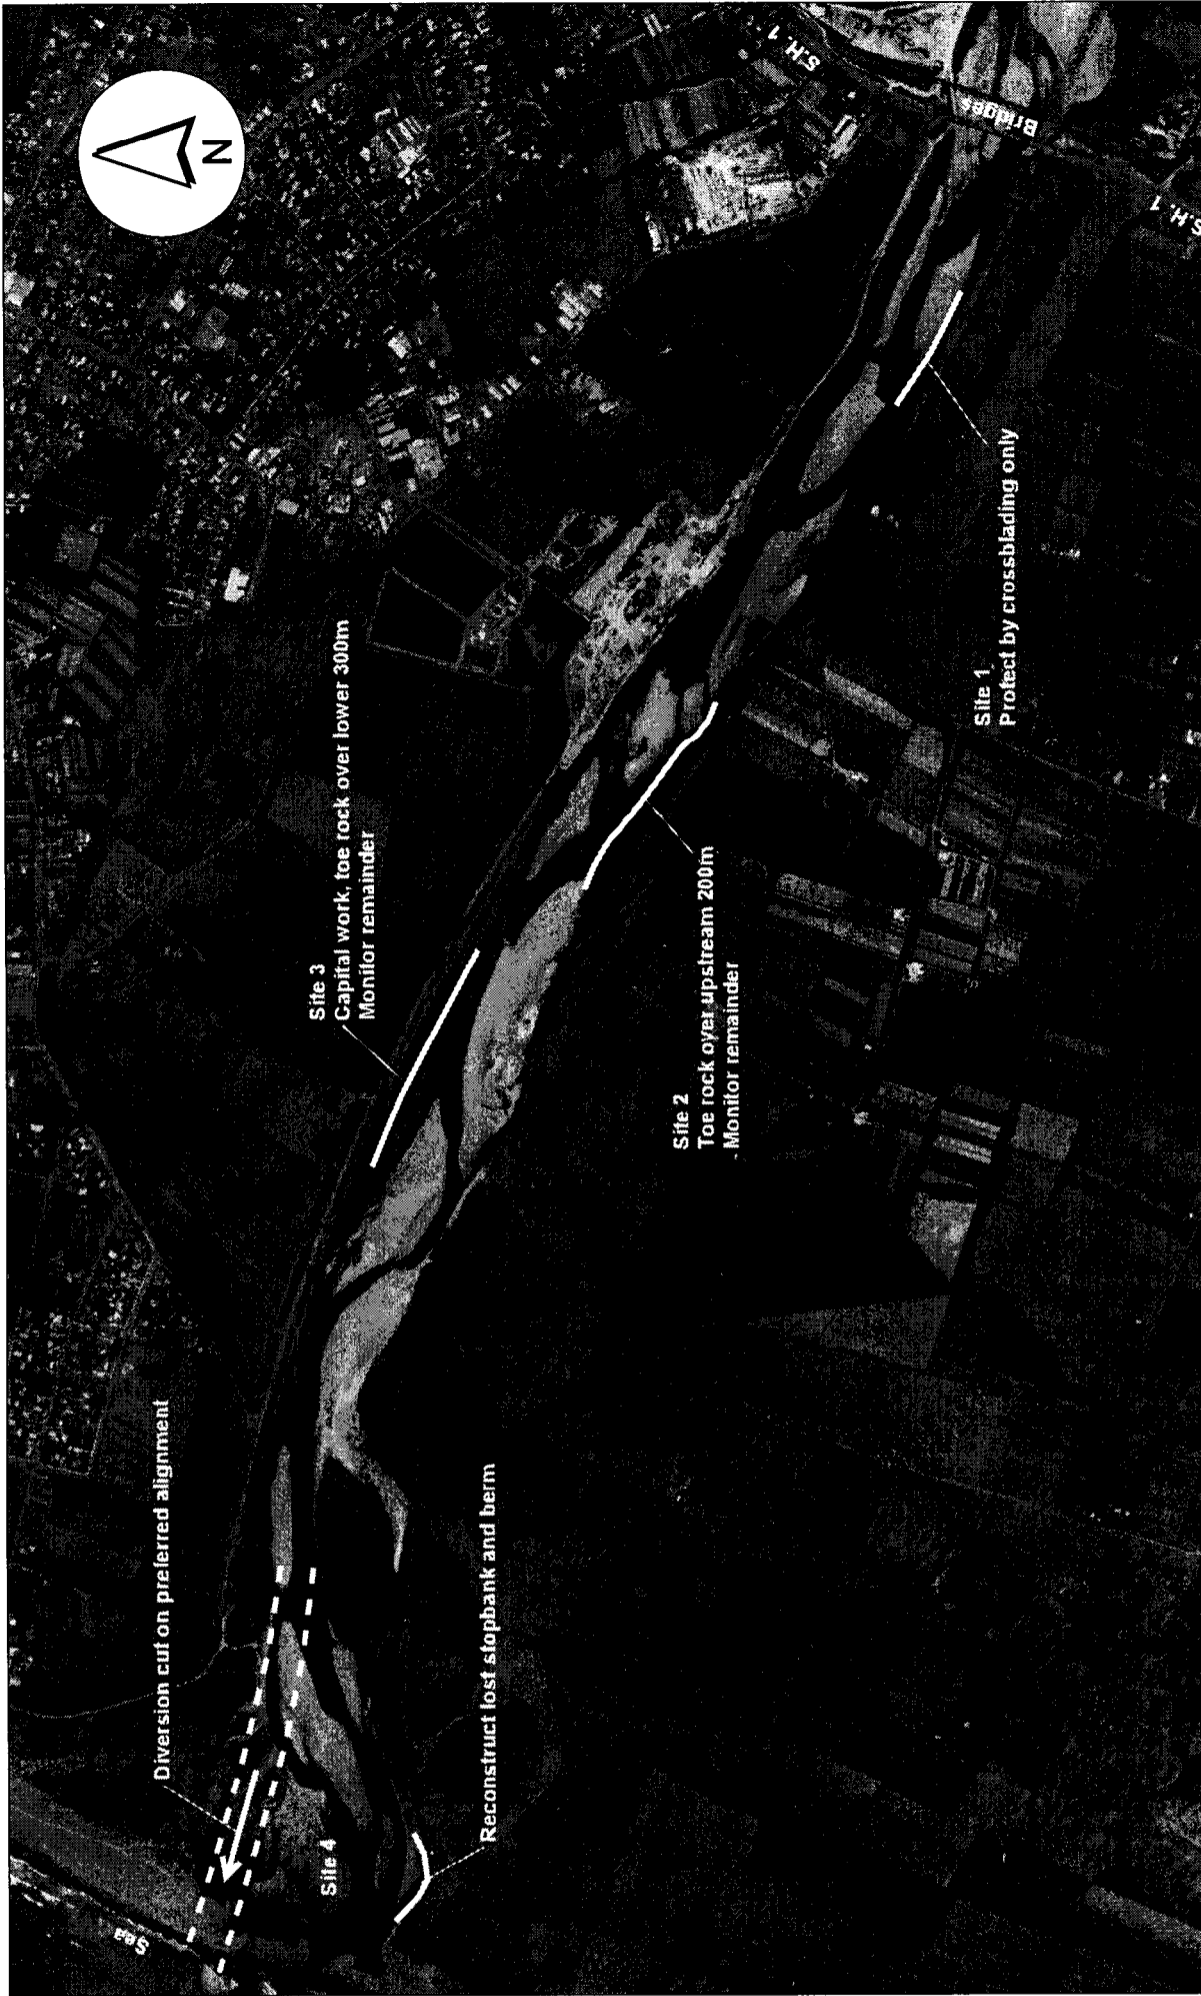 N
S.H. 1
Bridges
S.H. 1
Site 1
Protect by crossblading only
Site 3
Capital work, toe rock over lower 300m
Monitor remainder
Site 2
Toe rock over upstream 200m
. Monitor remainder
Diversion cut on preferred alignment
Reconstruct lost stopbank and berm
Site 4
Sea